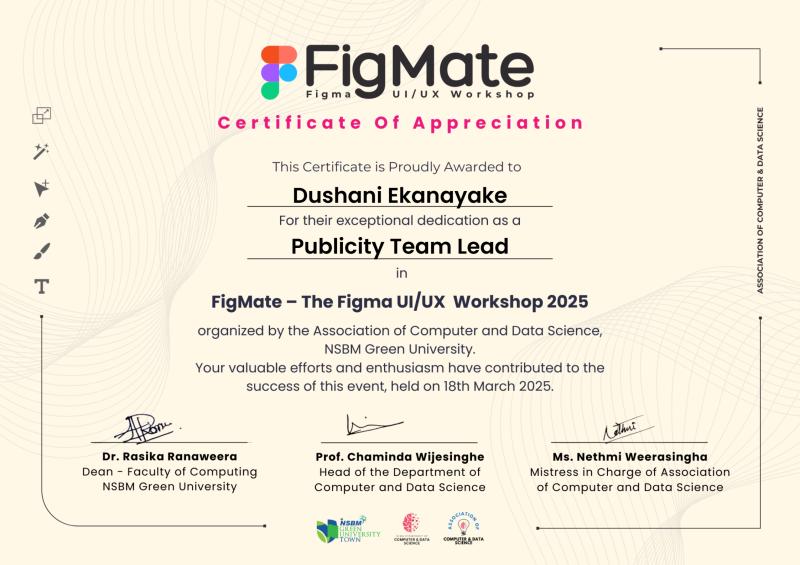 FigMate
Figma UI/UX Workshop
Certificate Of Appreciation
This Certificate is Proudly Awarded to
Dushani Ekanayake
For their exceptional dedication as a
Publicity Team Lead
in
FigMate – The Figma UI/UX Workshop 2025
organized by the Association of Computer and Data Science,
NSBM Green University.
Your valuable efforts and enthusiasm have contributed to the
success of this event, held on 18th March 2025.
ASSOCIATION OF COMPUTER & DATA SCIENCE
Nethmi
Dr. Rasika Ranaweera
Dean - Faculty of Computing
NSBM Green University
Prof. Chaminda Wijesinghe
Head of the Department of
Computer and Data Science
Ms. Nethmi Weerasingha
Mistress in Charge of Association
of Computer and Data Science
NSBM
GREEN
UNIVERSITY
TOWN
COMPUTER & DATA
SCIENCE
ASSOCIATION OF
COMPUTER & DATA
SCIENCE